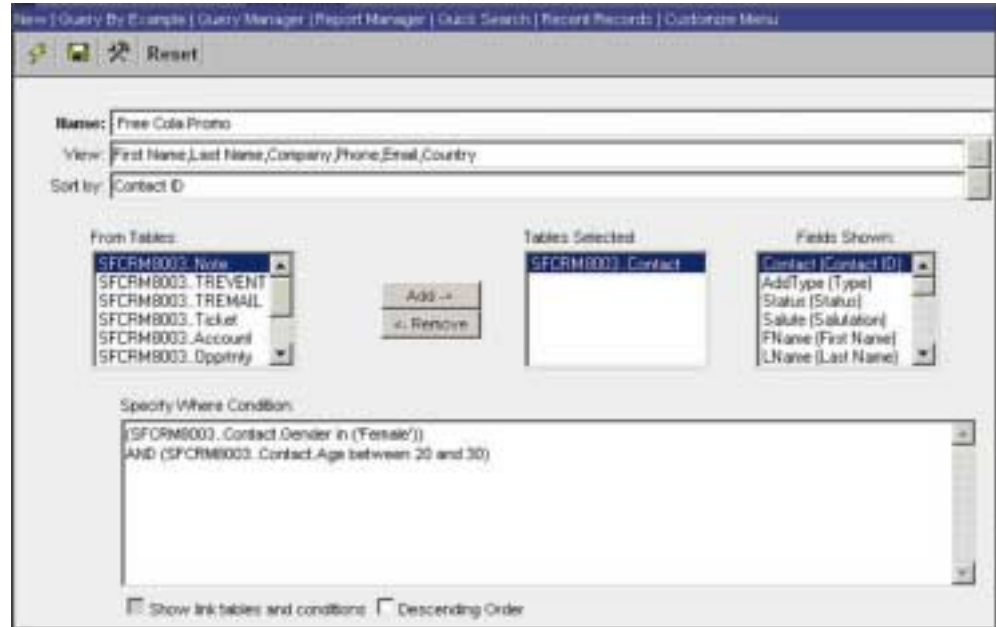 New | Query By Example | Query Manager | Report Manager | Quick Search | Recent Records | Customize Menu
Reset
Name: Free Cola Promo
View: First Name,Last Name,Company,Phone,Email,Country
Sort by: Contact ID
From Tables:
SFCRM8003..Note
SFCRM8003..TREVENT
SFCRM8003..TREMAIL
SFCRM8003..Ticket
SFCRM8003..Account
SFCRM8003..Opprtnty
Add ->
<- Remove
Tables Selected
SFCRM8003..Contact
Fields Shown:
Contact (Contact ID)
AddType (Type)
Status (Status)
Salute (Salutation)
FName (First Name)
LName (Last Name)
Specify Where Condition:
(SFCRM8003..Contact.Gender in ('Female'))
AND (SFCRM8003..Contact.Age between 20 and 30)
Show link tables and conditions
Descending Order